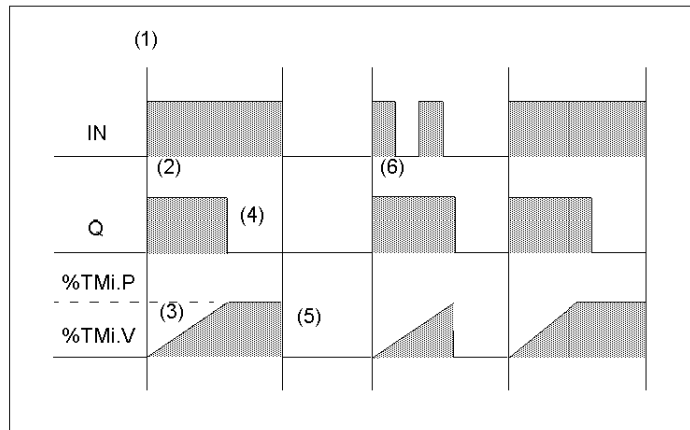 (1)
IN
(2)
(6)
Q
(4)
%TMi.P
(3)
(5)
%TMi.V